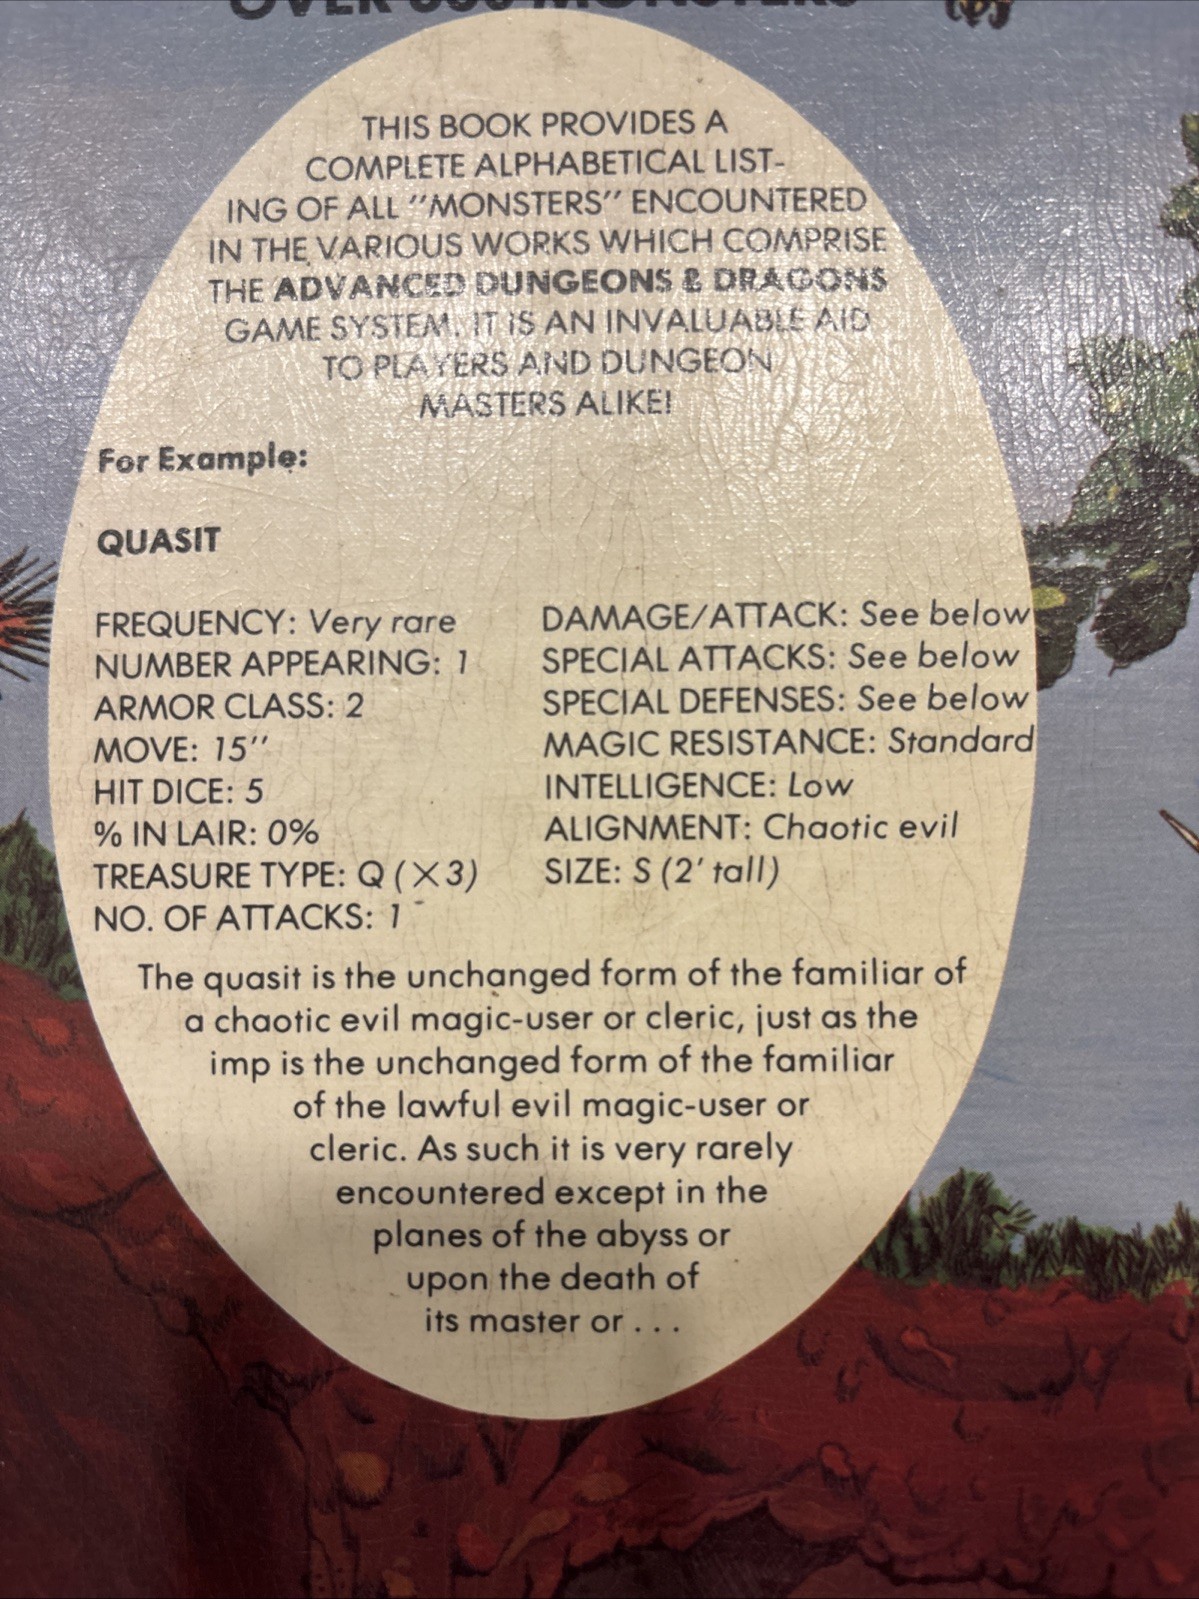 OVER 350 MONSTERS
THIS BOOK PROVIDES A
COMPLETE ALPHABETICAL LIST-
ING OF ALL "MONSTERS" ENCOUNTERED
IN THE VARIOUS WORKS WHICH COMPRISE
THE ADVANCED DUNGEONS & DRAGONS
GAME SYSTEM. IT IS AN INVALUABLE AID
TO PLAYERS AND DUNGEON
MASTERS ALIKE!
For Example:
QUASIT
FREQUENCY: Very rare
NUMBER APPEARING: 1
ARMOR CLASS: 2
MOVE: 15"
HIT DICE: 5
% IN LAIR: 0%
TREASURE TYPE: Q (×3)
NO. OF ATTACKS: 1
DAMAGE/ATTACK: See below
SPECIAL ATTACKS: See below
SPECIAL DEFENSES: See below
MAGIC RESISTANCE: Standard
INTELLIGENCE: Low
ALIGNMENT: Chaotic evil
SIZE: S (2' tall)
The quasit is the unchanged form of the familiar of
a chaotic evil magic-user or cleric, just as the
imp is the unchanged form of the familiar
of the lawful evil magic-user or
cleric. As such it is very rarely
encountered except in the
planes of the abyss or
upon the death of
its master or . . .